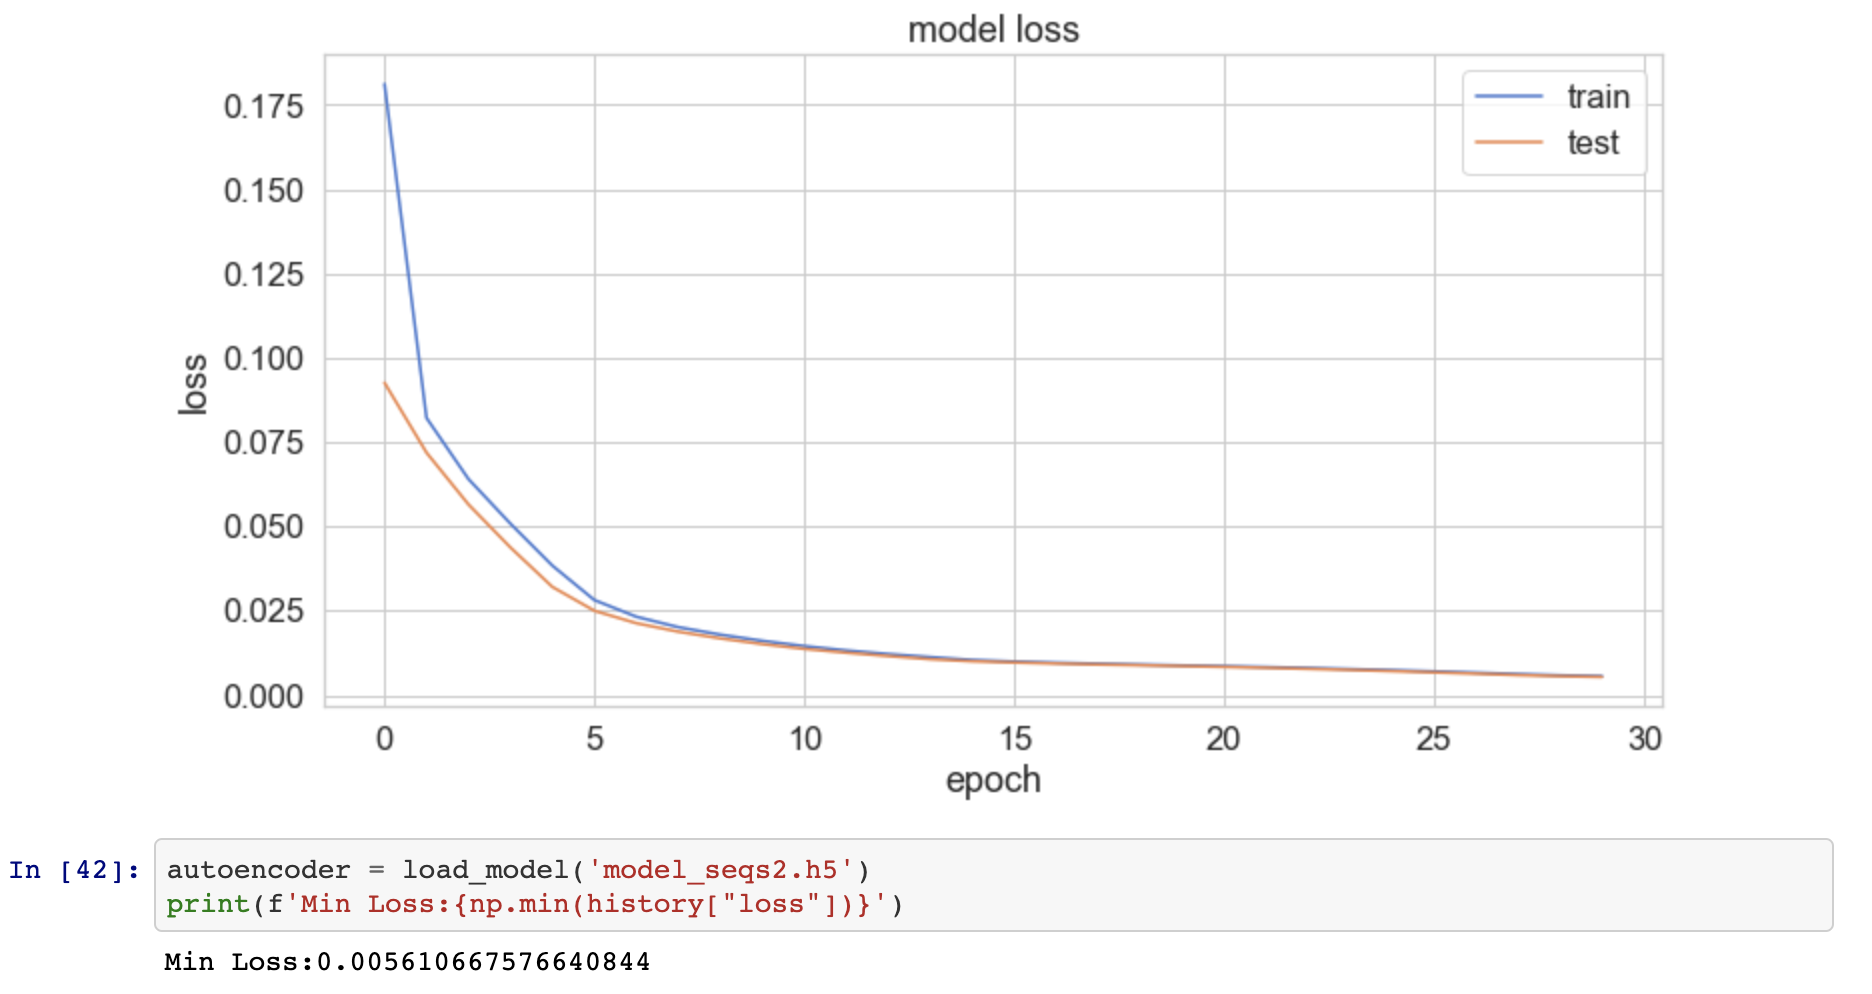 model loss
train
test
0.175
0.150
0.125
0.100
0.075
0.050
0.025
0.000
loss
0 5 10 15 20 25 30
epoch
In [42]:
autoencoder = load_model('model_seqs2.h5')
print(f'Min Loss:{np.min(history["loss"])}')
Min Loss:0.005610667576640844